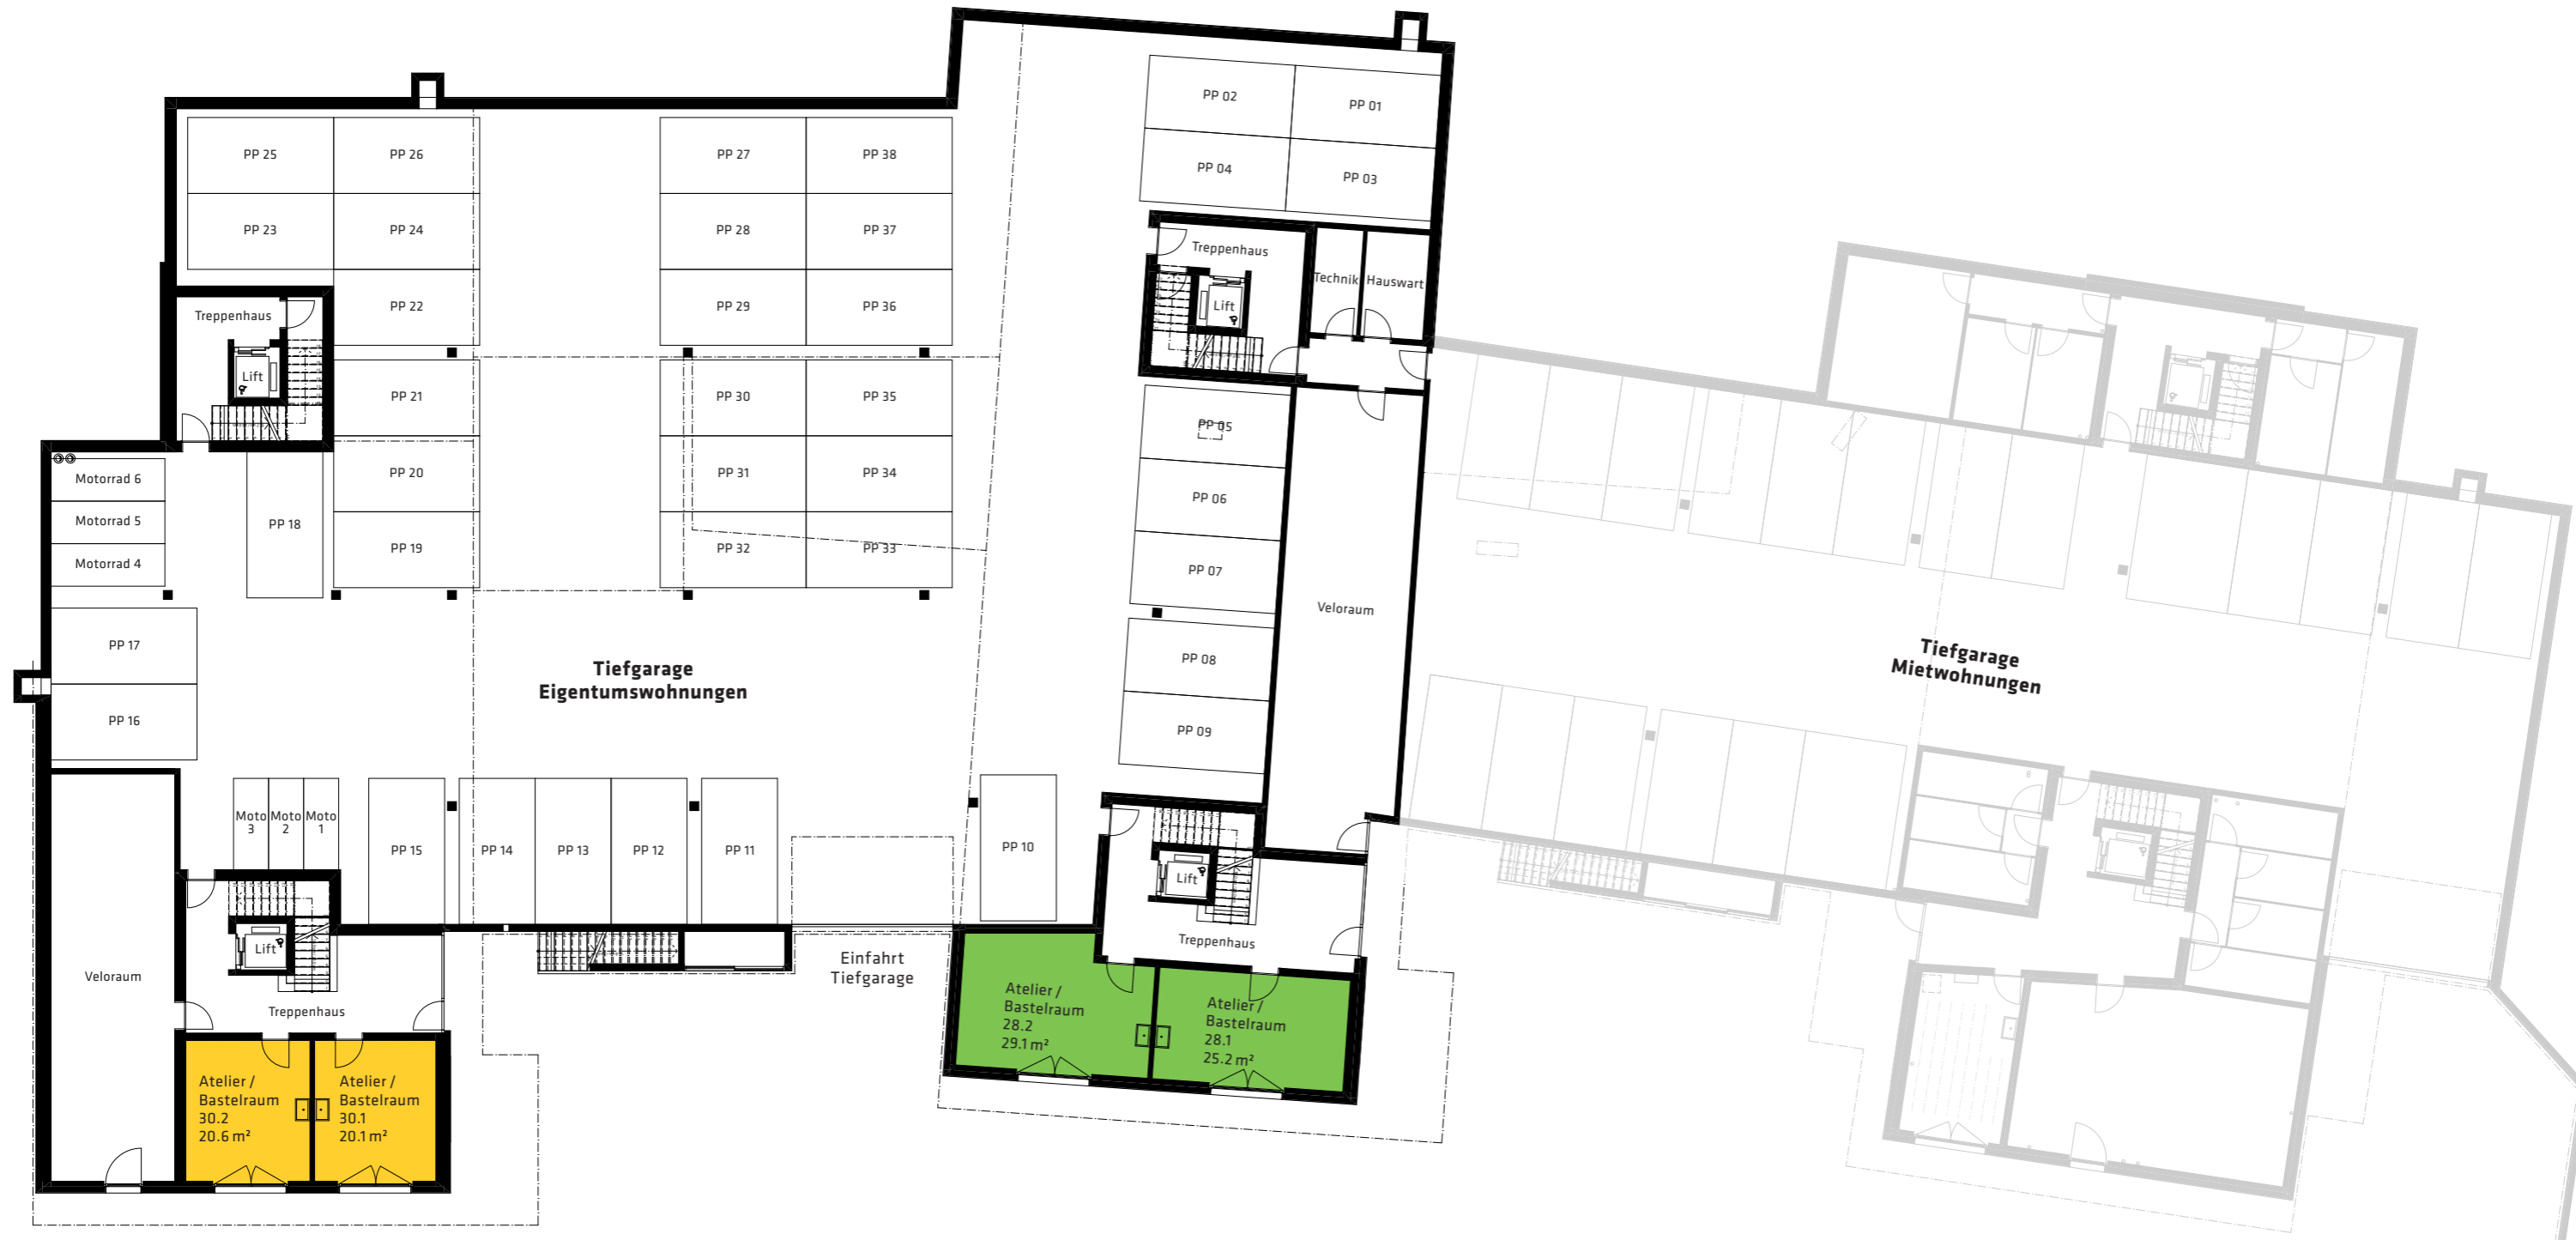 PP 02
PP 01
PP 04
PP 03
PP 25
PP 26
PP 27
PP 38
PP 23
PP 24
PP 28
PP 37
PP 22
PP 29
PP 36
Treppenhaus
Lift
Treppenhaus
Lift
Technik
Hauswart
PP 21
PP 30
PP 35
PP 05
PP 20
PP 31
PP 34
PP 06
PP 19
PP 32
PP 33
PP 07
Motorrad 6
Motorrad 5
Motorrad 4
PP 18
PP 17
PP 16
Tiefgarage
Eigentumswohnungen
PP 08
PP 09
Veloraum
Tiefgarage
Mietwohnungen
Moto
3
Moto
2
Moto
1
PP 15
PP 14
PP 13
PP 12
PP 11
PP 10
Lift
Treppenhaus
Lift
Treppenhaus
Veloraum
Einfahrt
Tiefgarage
Atelier /
Bastelraum
28.2
29.1 m²
Atelier /
Bastelraum
28.1
25.2 m²
Atelier /
Bastelraum
30.2
20.6 m²
Atelier /
Bastelraum
30.1
20.1 m²